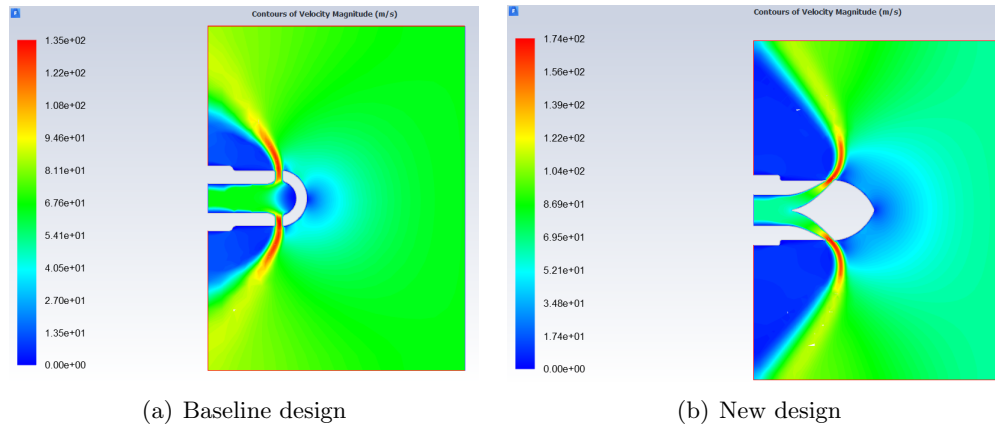 Contours of Velocity Magnitude (m/s)
1.35e+02
1.22e+02
1.08e+02
9.46e+01
8.11e+01
6.76e+01
5.41e+01
4.05e+01
2.70e+01
1.35e+01
0.00e+00
(a) Baseline design
Contours of Velocity Magnitude (m/s)
1.74e+02
1.56e+02
1.39e+02
1.22e+02
1.04e+02
8.69e+01
6.95e+01
5.21e+01
3.48e+01
1.74e+01
0.00e+00
(b) New design